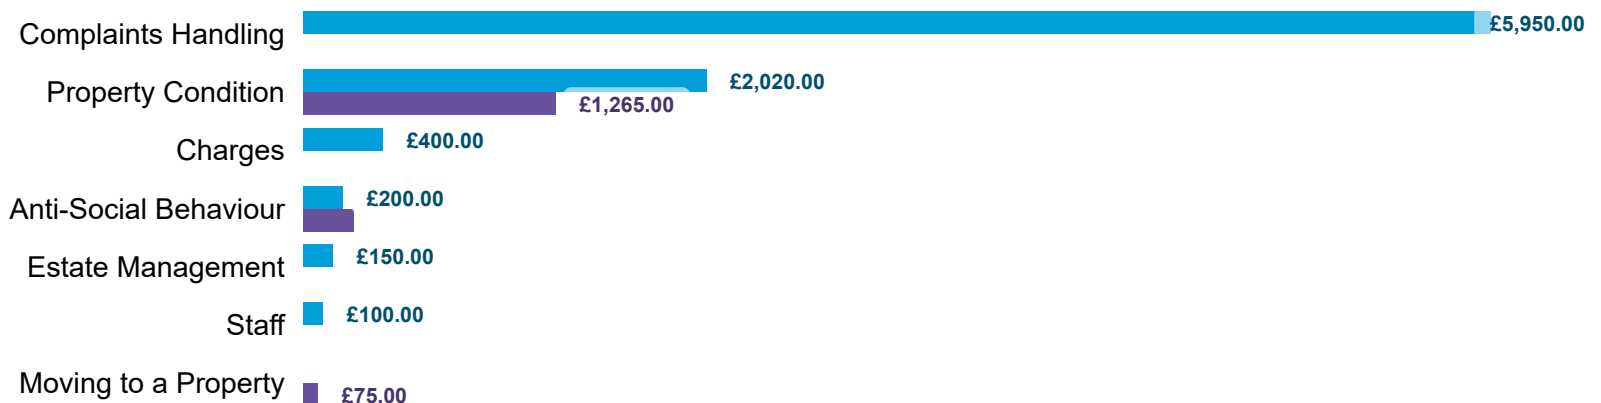 Complaints Handling £5,950.00
Property Condition £2,020.00
£1,265.00
Charges £400.00
Anti-Social Behaviour £200.00
Estate Management £150.00
Staff £100.00
Moving to a Property £75.00